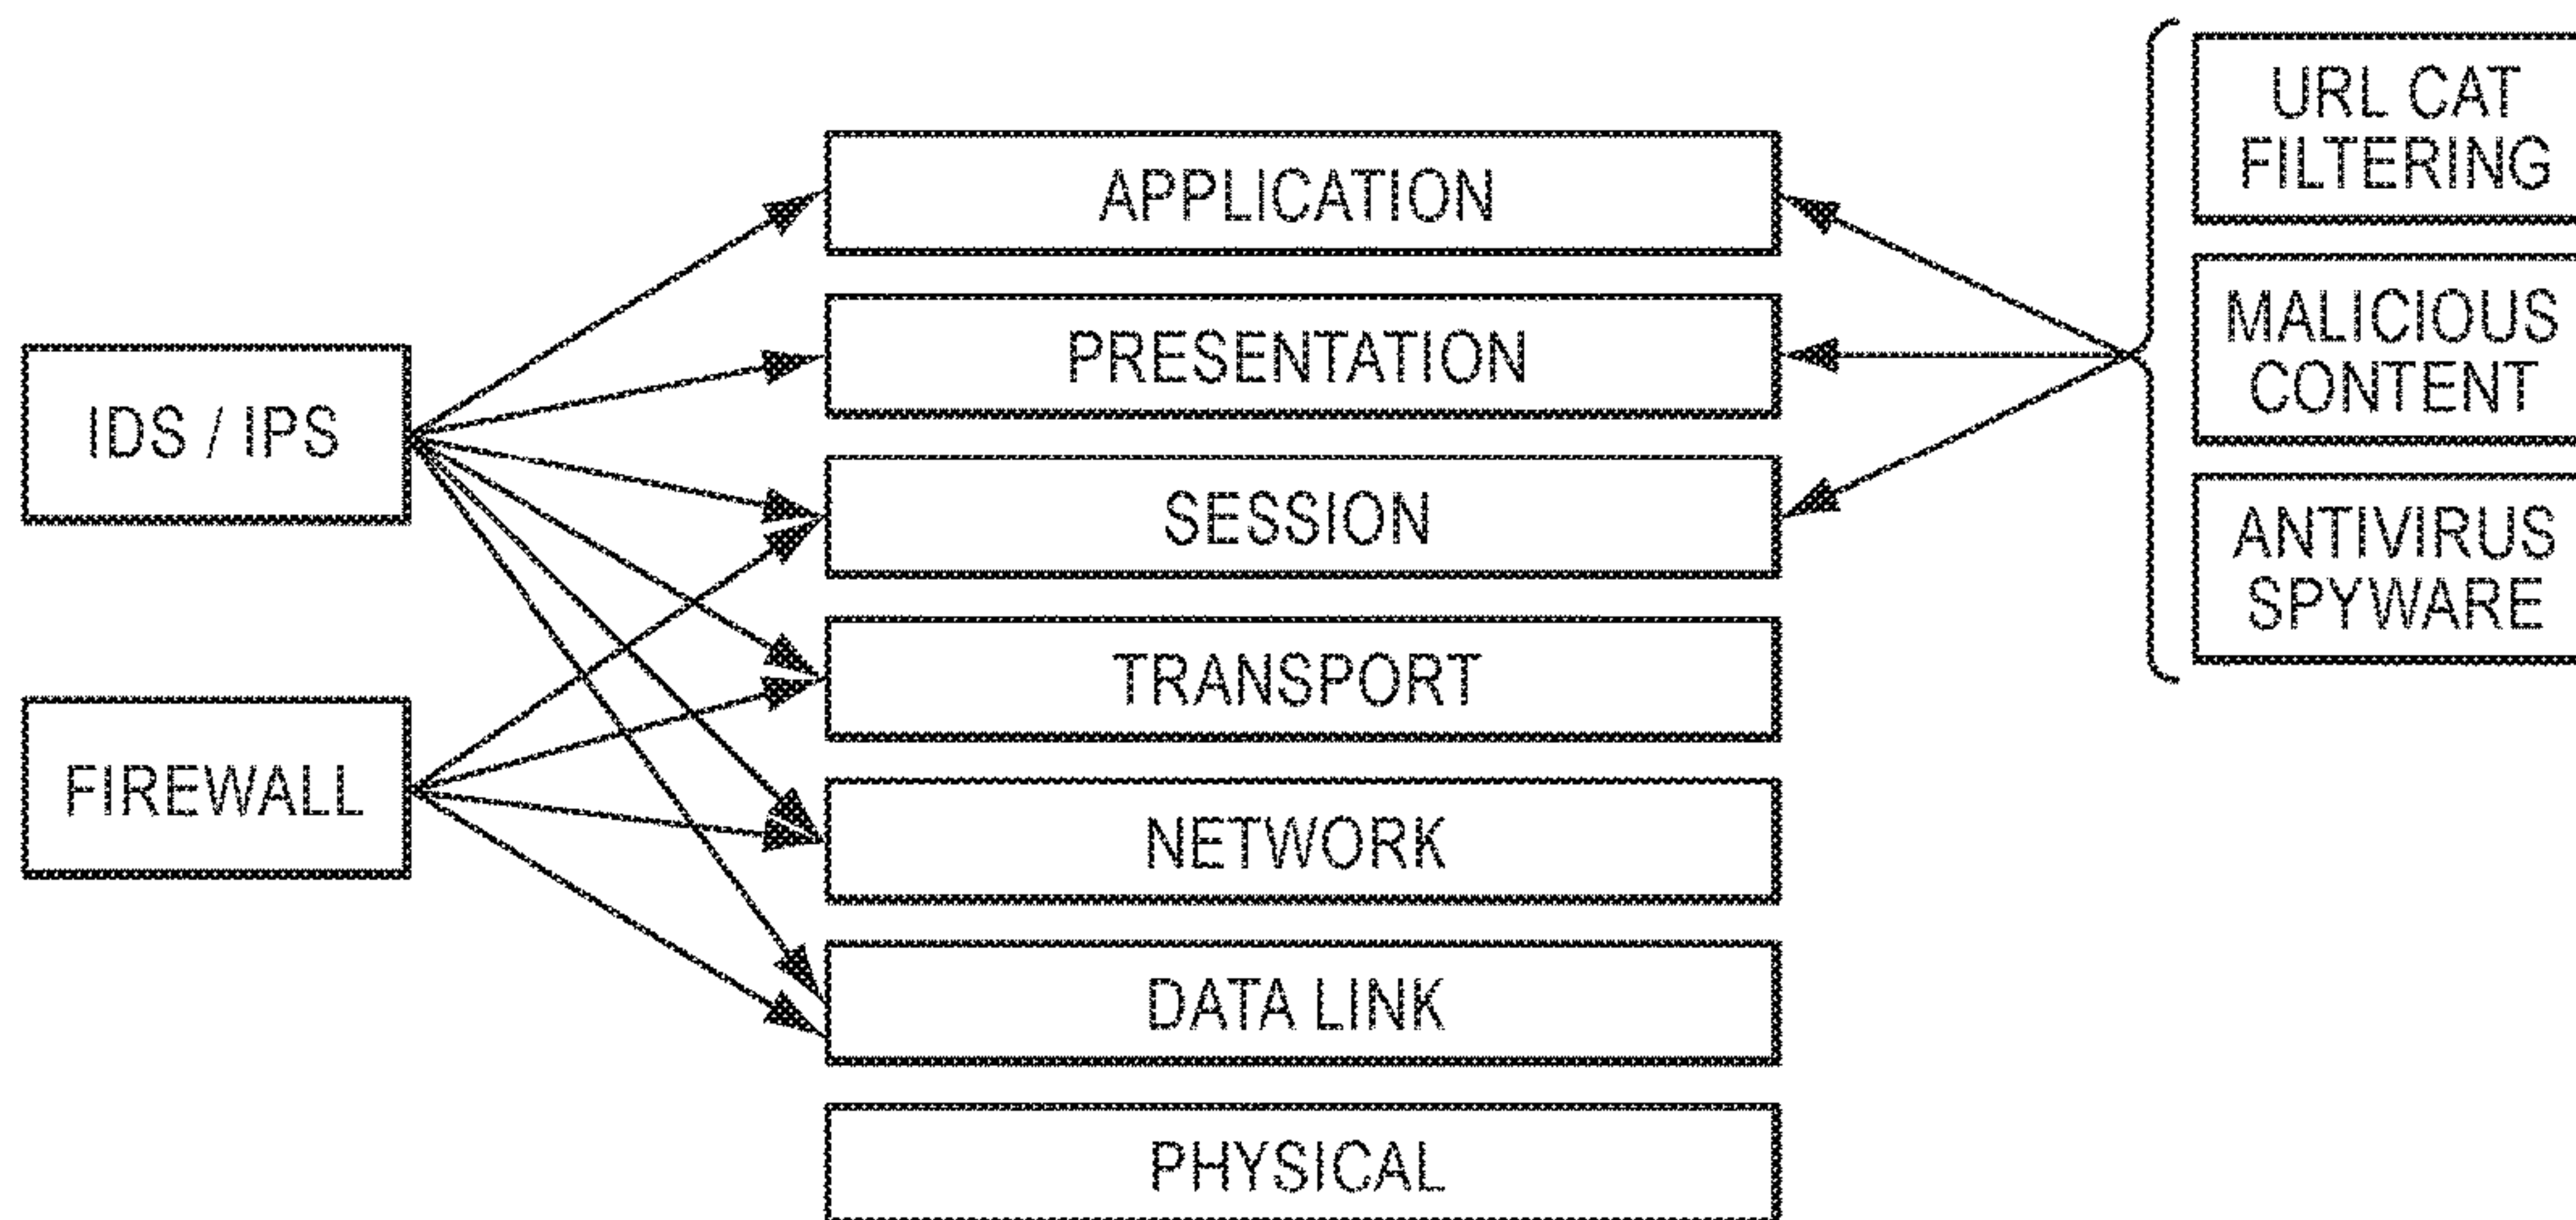 IDS / IPS
FIREWALL
APPLICATION
PRESENTATION
SESSION
TRANSPORT
NETWORK
DATA LINK
PHYSICAL
URL CAT
FILTERING
MALICIOUS
CONTENT
ANTIVIRUS
SPYWARE